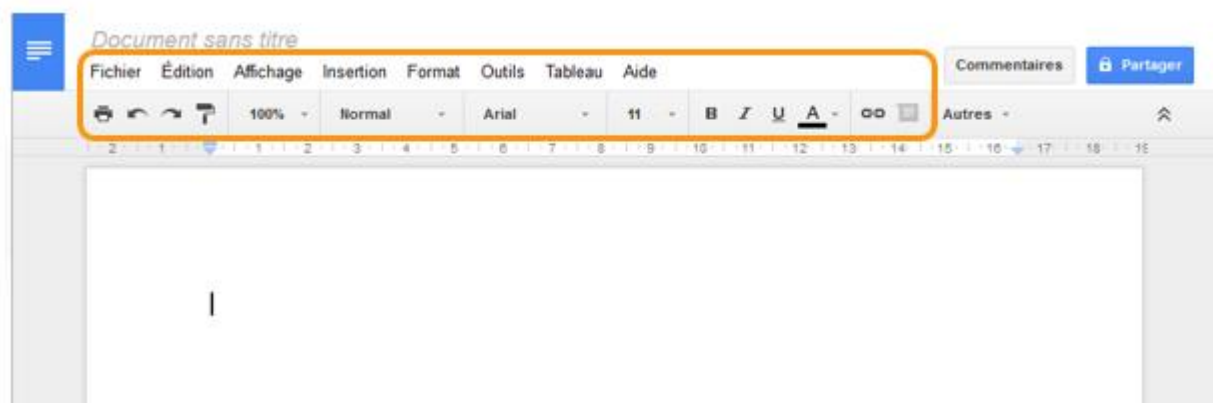 Document sans titre
Fichier Édition Affichage Insertion Format Outils Tableau Aide
Commentaires Partager
100% Normal Arial 11 B I U A Autres
2 1 1 2 3 4 5 6 7 8 9 10 11 12 13 14 15 16 17 18 19